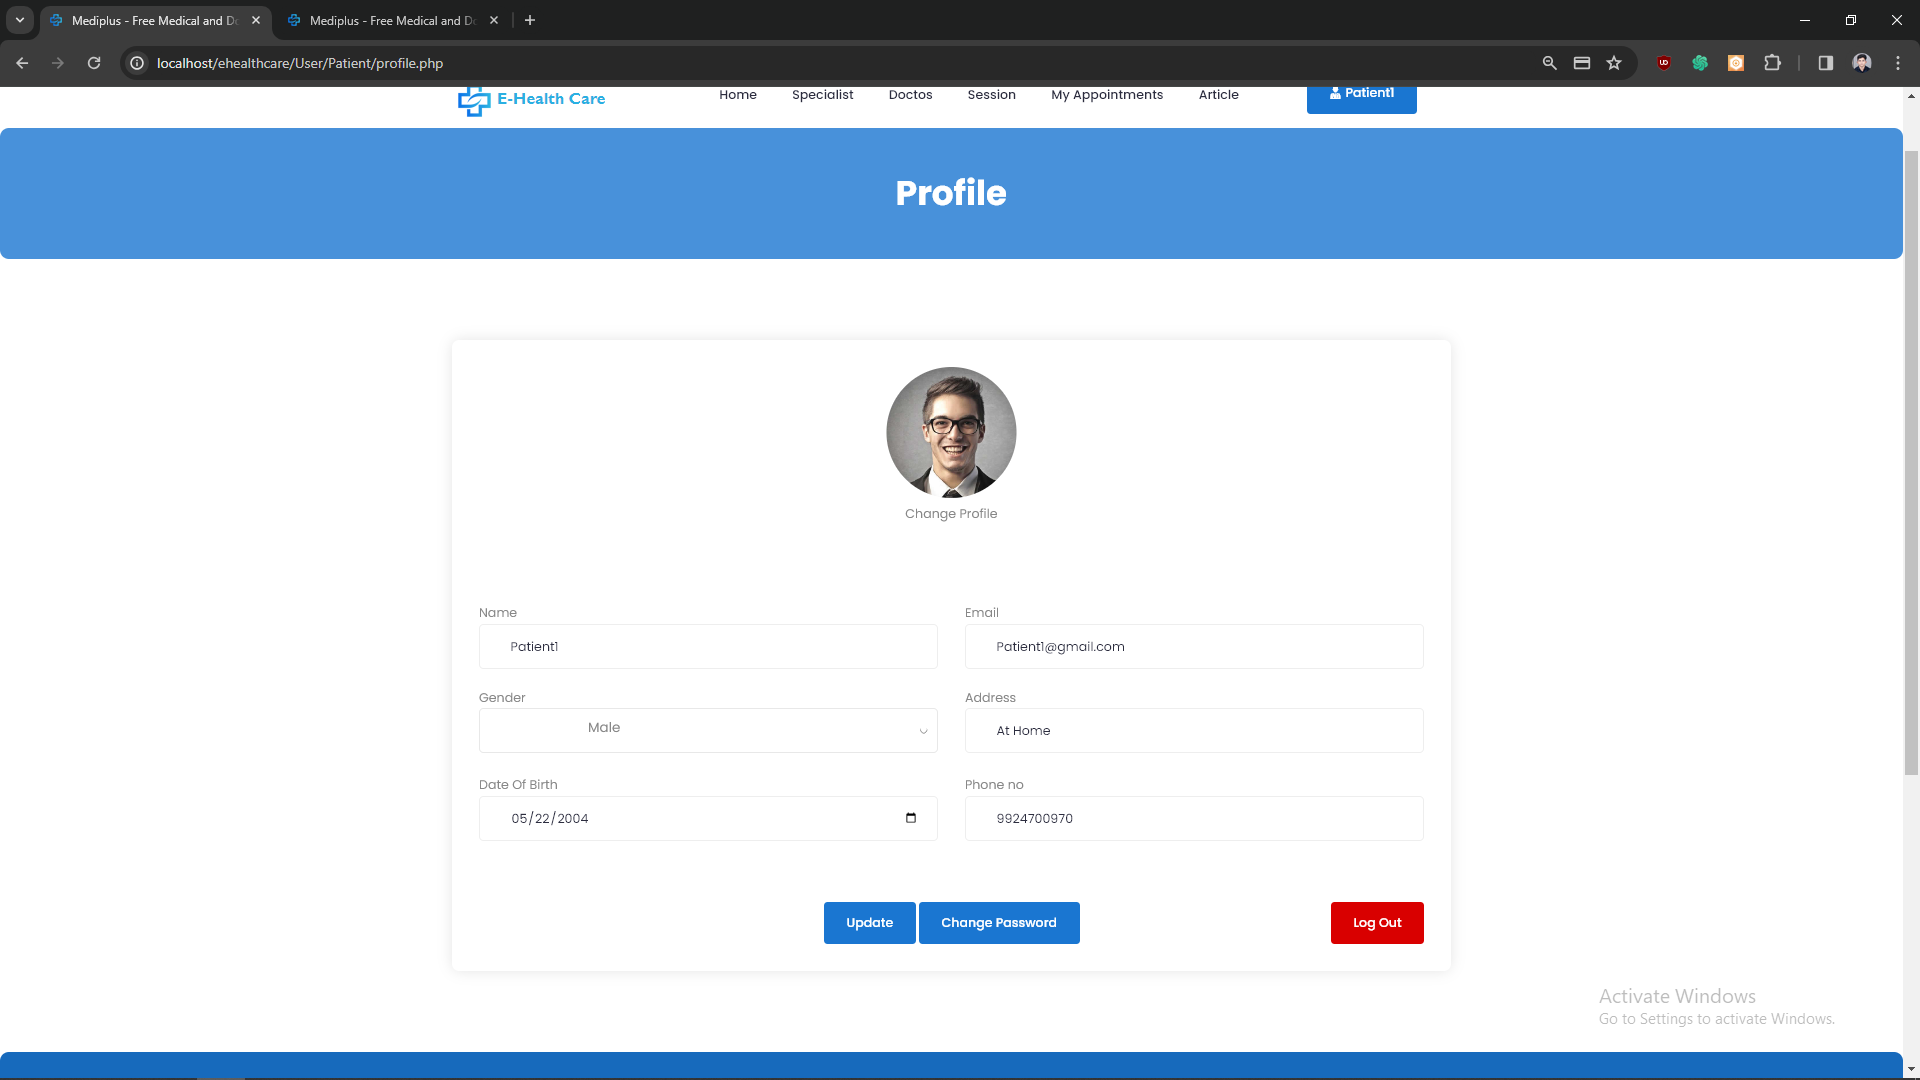 Mediplus - Free Medical and Do
Mediplus - Free Medical and Do
localhost/ehealthcare/User/Patient/profile.php
E-Health Care
Home
Specialist
Doctos
Session
My Appointments
Article
Patient1
Profile
Change Profile
Name
Email
Patient1
Patient1@gmail.com
Gender
Address
Male
At Home
Date Of Birth
Phone no
05/22/2004
9924700970
Update
Change Password
Log Out
Activate Windows
Go to Settings to activate Windows.